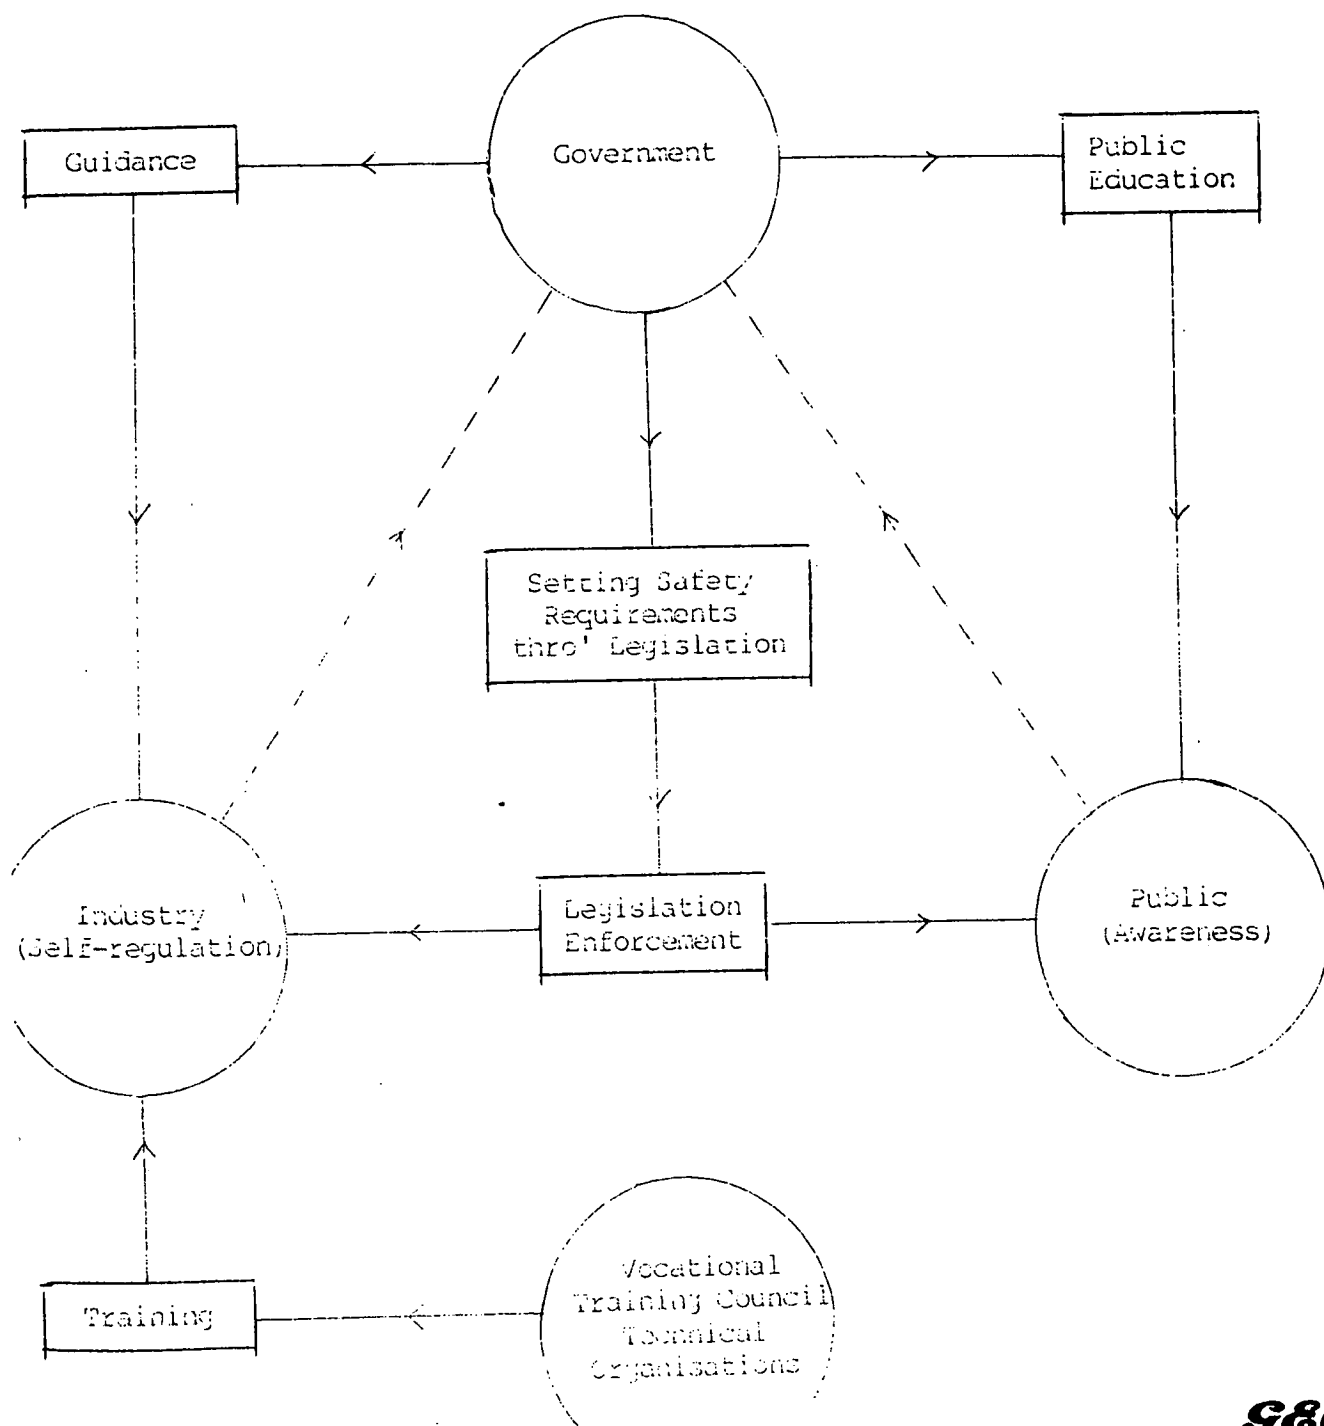 Government
Guidance
Public
Education
Setting Safety
Requirements
thro' Legislation
Industry
(Self-regulation)
Legislation
Enforcement
Public
(Awareness)
Vocational
Training Council
Technical
Organisations
Training